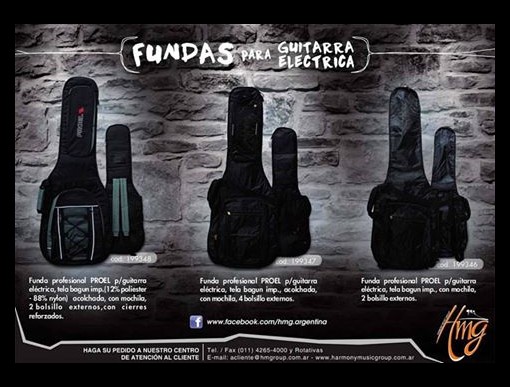 FUNDAS PARA GUITARRA ELECTRICA
cod. 199348
cod. 199347
cod. 199346
Funda profesional PROEL p/guitarra
eléctrica, tela bagun imp.(12% poliester
- 88% nylon) acolchada, con mochila,
2 bolsillo externos,con cierres
reforzados.
Funda profesional PROEL p/guitarra
eléctrica, tela bagun imp., acolchada,
con mochila, 4 bolsillo externos.
Funda profesional PROEL p/guitarra
eléctrica, tela bagun imp., con mochila,
2 bolsillo externos.
f www.facebook.com/hmg.argentina
Hmg
HAGA SU PEDIDO A NUESTRO CENTRO
DE ATENCIÓN AL CLIENTE
Tel. / Fax (011) 4265-4000 y Rotativas
E-mail: acliente@hmgroup.com.ar - www.harmonymusicgroup.com.ar